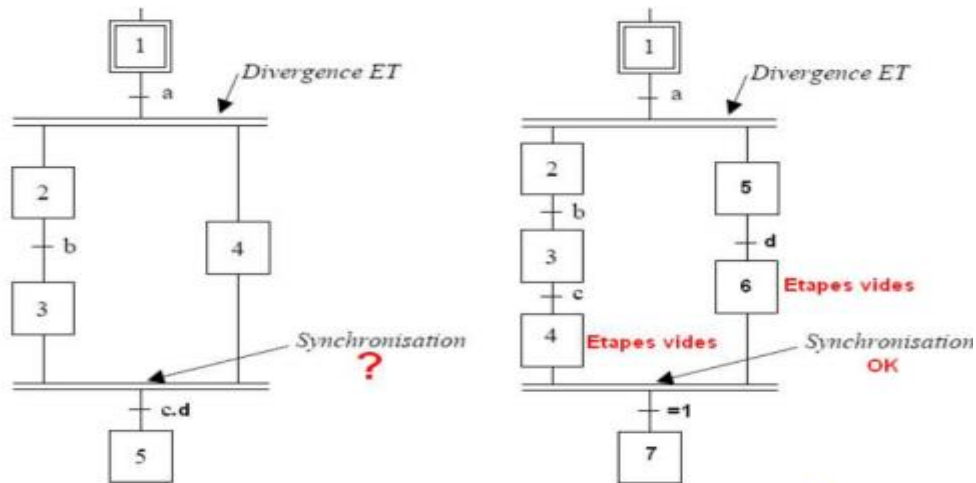 1
a
Divergence ET
2
b
3
4
Synchronisation
?
c.d
5
1
a
Divergence ET
2
b
3
c
4
Etapes vides
5
d
6
Etapes vides
Synchronisation
OK
=1
7